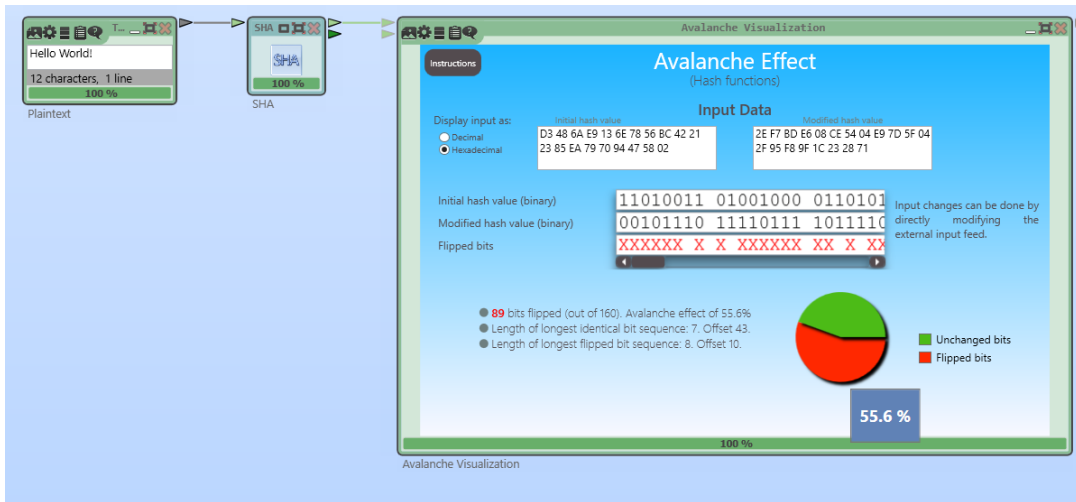 T...
Hello World!
12 characters, 1 line
100 %
Plaintext
SHA
SHA
100 %
SHA
Avalanche Visualization
Instructions
Avalanche Effect
(Hash functions)
Input Data
Display input as:
Decimal
Hexadecimal
Initial hash value
D3 48 6A E9 13 6E 78 56 BC 42 21
23 85 EA 79 70 94 47 58 02
Modified hash value
2E F7 BD E6 08 CE 54 04 E9 7D 5F 04
2F 95 F8 9F 1C 23 28 71
Initial hash value (binary) 11010011 01001000 0110101
Modified hash value (binary) 00101110 11110111 1011110
Flipped bits XXXXXX X X XXXXXX XX X XX
Input changes can be done by
directly modifying the
external input feed.
89 bits flipped (out of 160). Avalanche effect of 55.6%
Length of longest identical bit sequence: 7. Offset 43.
Length of longest flipped bit sequence: 8. Offset 10.
Unchanged bits
Flipped bits
55.6 %
100 %
Avalanche Visualization